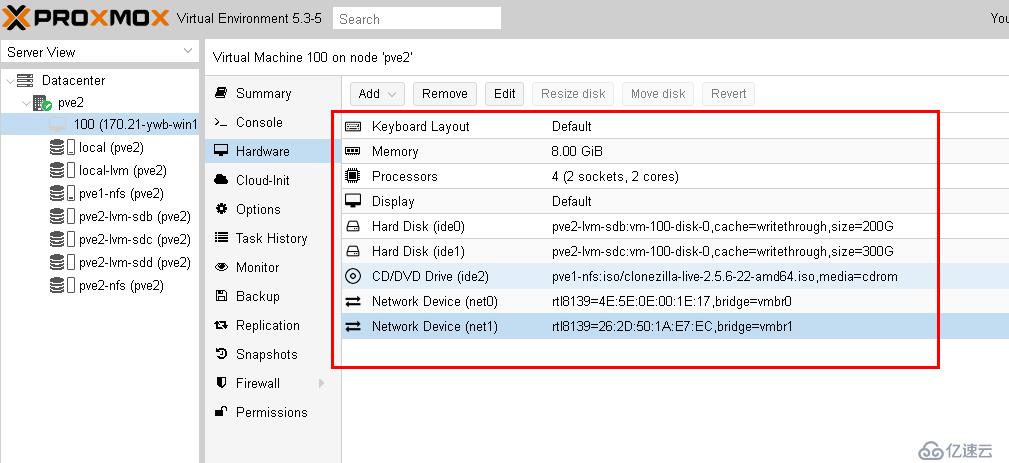 PROXMOX Virtual Environment 5.3-5 Search You
Server View
Virtual Machine 100 on node 'pve2'
Datacenter
pve2
100 (170.21-ywb-win1
local (pve2)
local-lvm (pve2)
pve1-nfs (pve2)
pve2-lvm-sdb (pve2)
pve2-lvm-sdc (pve2)
pve2-lvm-sdd (pve2)
pve2-nfs (pve2)
Summary
Console
Hardware
Cloud-Init
Options
Task History
Monitor
Backup
Replication
Snapshots
Firewall
Permissions
Add Remove Edit Resize disk Move disk Revert
Keyboard Layout Default
Memory 8.00 GiB
Processors 4 (2 sockets, 2 cores)
Display Default
Hard Disk (ide0) pve2-lvm-sdb:vm-100-disk-0,cache=writethrough,size=200G
Hard Disk (ide1) pve2-lvm-sdc:vm-100-disk-0,cache=writethrough,size=300G
CD/DVD Drive (ide2) pve1-nfs:iso/clonezilla-live-2.5.6-22-amd64.iso,media=cdrom
Network Device (net0) rtl8139=4E:5E:0E:00:1E:17,bridge=vmbr0
Network Device (net1) rtl8139=26:2D:50:1A:E7:EC,bridge=vmbr1
亿速云